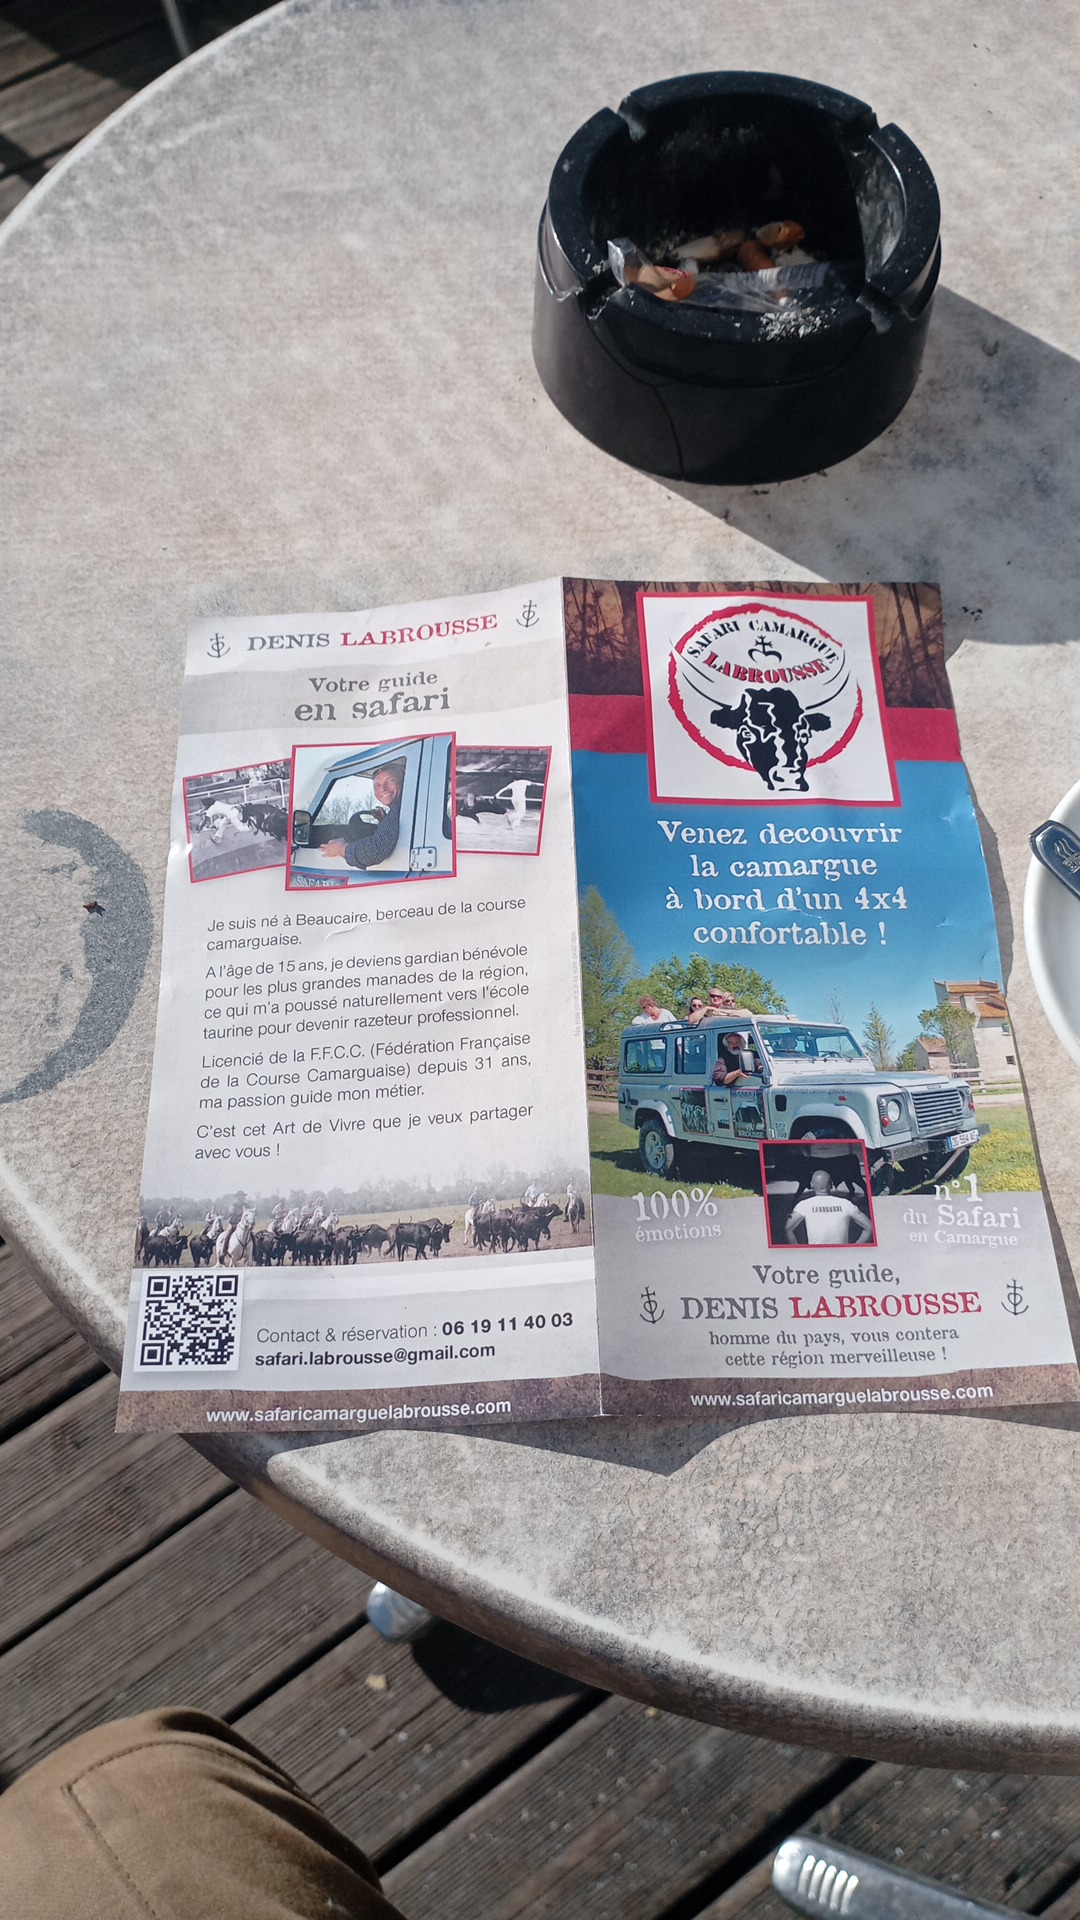 DENIS LABROUSSE
Votre guide
en safari
SAFARI
Je suis né à Beaucaire, berceau de la course
camarguaise.
A l'âge de 15 ans, je deviens gardian bénévole
pour les plus grandes manades de la région,
ce qui m'a poussé naturellement vers l'école
taurine pour devenir razeteur professionnel.
Licencié de la F.F.C.C. (Fédération Française
de la Course Camarguaise) depuis 31 ans,
ma passion guide mon métier.
C'est cet Art de Vivre que je veux partager
avec vous !
Contact & réservation : 06 19 11 40 03
safari.labrousse@gmail.com
www.safaricamarguelabrousse.com
SAFARI CAMARGUE
LABROUSSE
Venez decouvrir
la camargue
à bord d'un 4x4
confortable !
LABROUSSE
100%
émotions
n°1
du Safari
en Camargue
Votre guide,
DENIS LABROUSSE
homme du pays, vous contera
cette région merveilleuse !
www.safaricamarguelabrousse.com